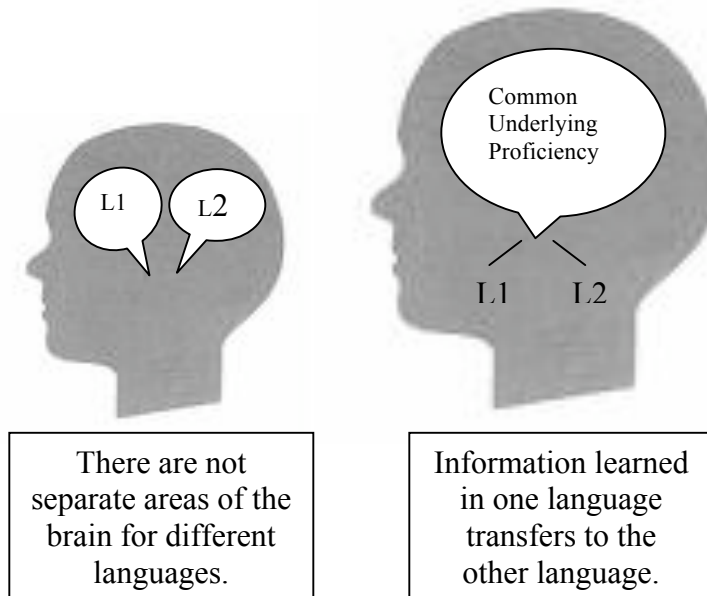 L1
L2
There are not
separate areas of the
brain for different
languages.
Common
Underlying
Proficiency
L1
L2
Information learned
in one language
transfers to the
other language.